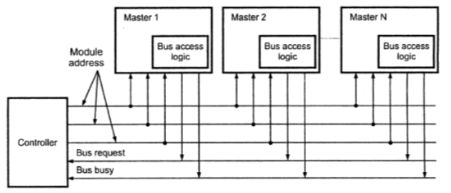 Master 1
Master 2
Master N
Bus access
logic
Bus access
logic
Bus access
logic
Module
address
Controller
Bus request
Bus busy